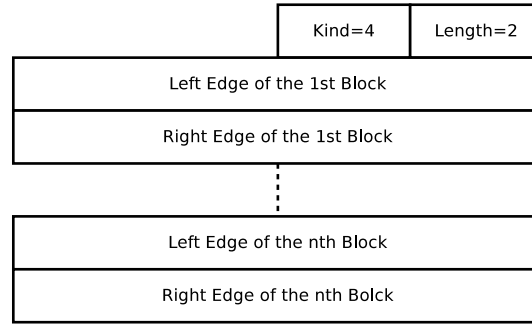 Kind=4 Length=2
Left Edge of the 1st Block
Right Edge of the 1st Block
Left Edge of the nth Block
Right Edge of the nth Bolck